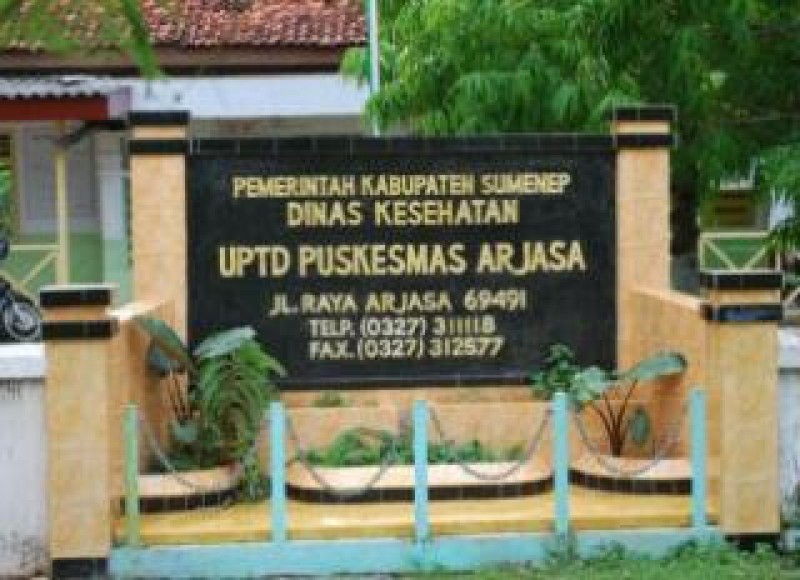 PEMERINTAH KABUPATEN SUMENEP
DINAS KESEHATAN
UPTD PUSKESMAS ARJASA
JL. RAYA ARJASA 69491
TELP. (0327) 311118
FAX. (0327) 312577